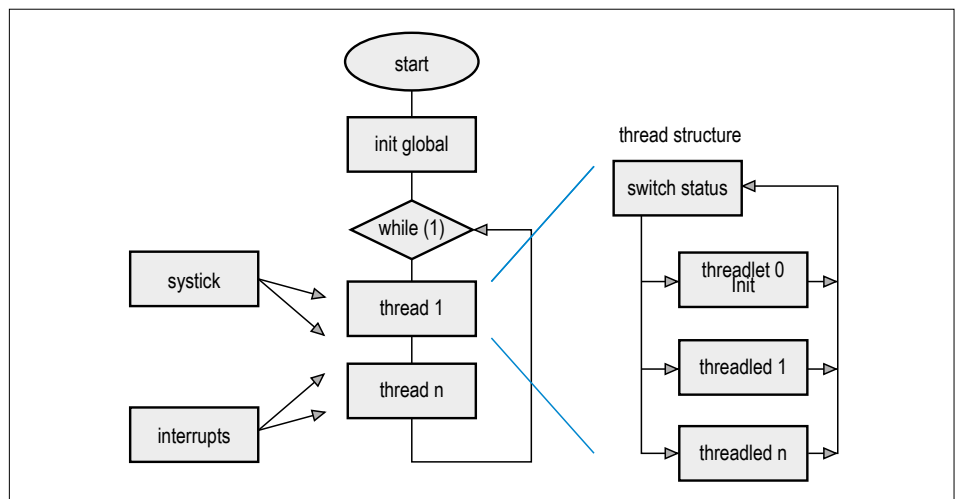 start
init global
while (1)
thread 1
thread n
systick
interrupts
thread structure
switch status
threadlet 0
Init
threadled 1
threadled n